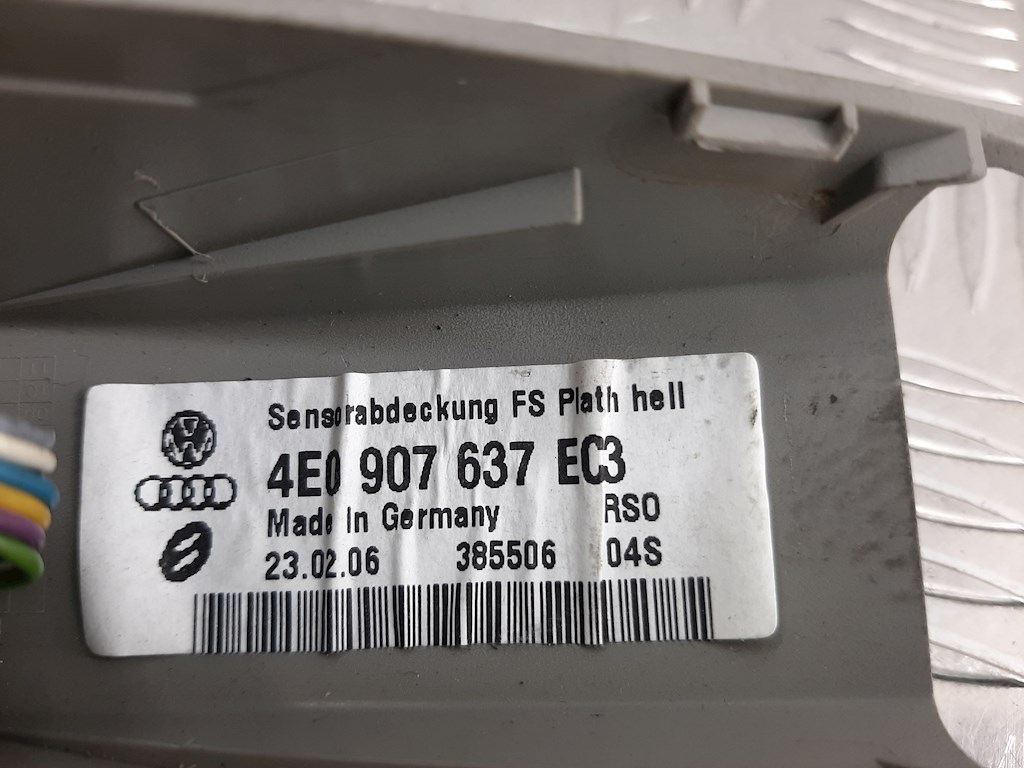 Sensorabdeckung FS Plath hell
4E0 907 637 EC3
Made In Germany RSO
23.02.06 385506 04S